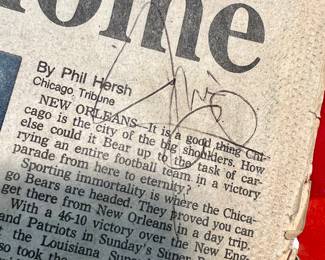 ome
By Phil Hersh
Chicago Tribune
NEW ORLEANS—It is a good thing Chi-
cago is the city of the big shoulders. How
else could it Bear up to the task of car-
rying an entire football team in a victory
parade from here to eternity?
Sporting immortality is where the Chica-
go Bears are headed. They proved you can
get there from New Orleans in a day trip.
With a 46-10 victory over the New Eng-
and Patriots in Sunday's Super
the Louisiana Supe
so took the